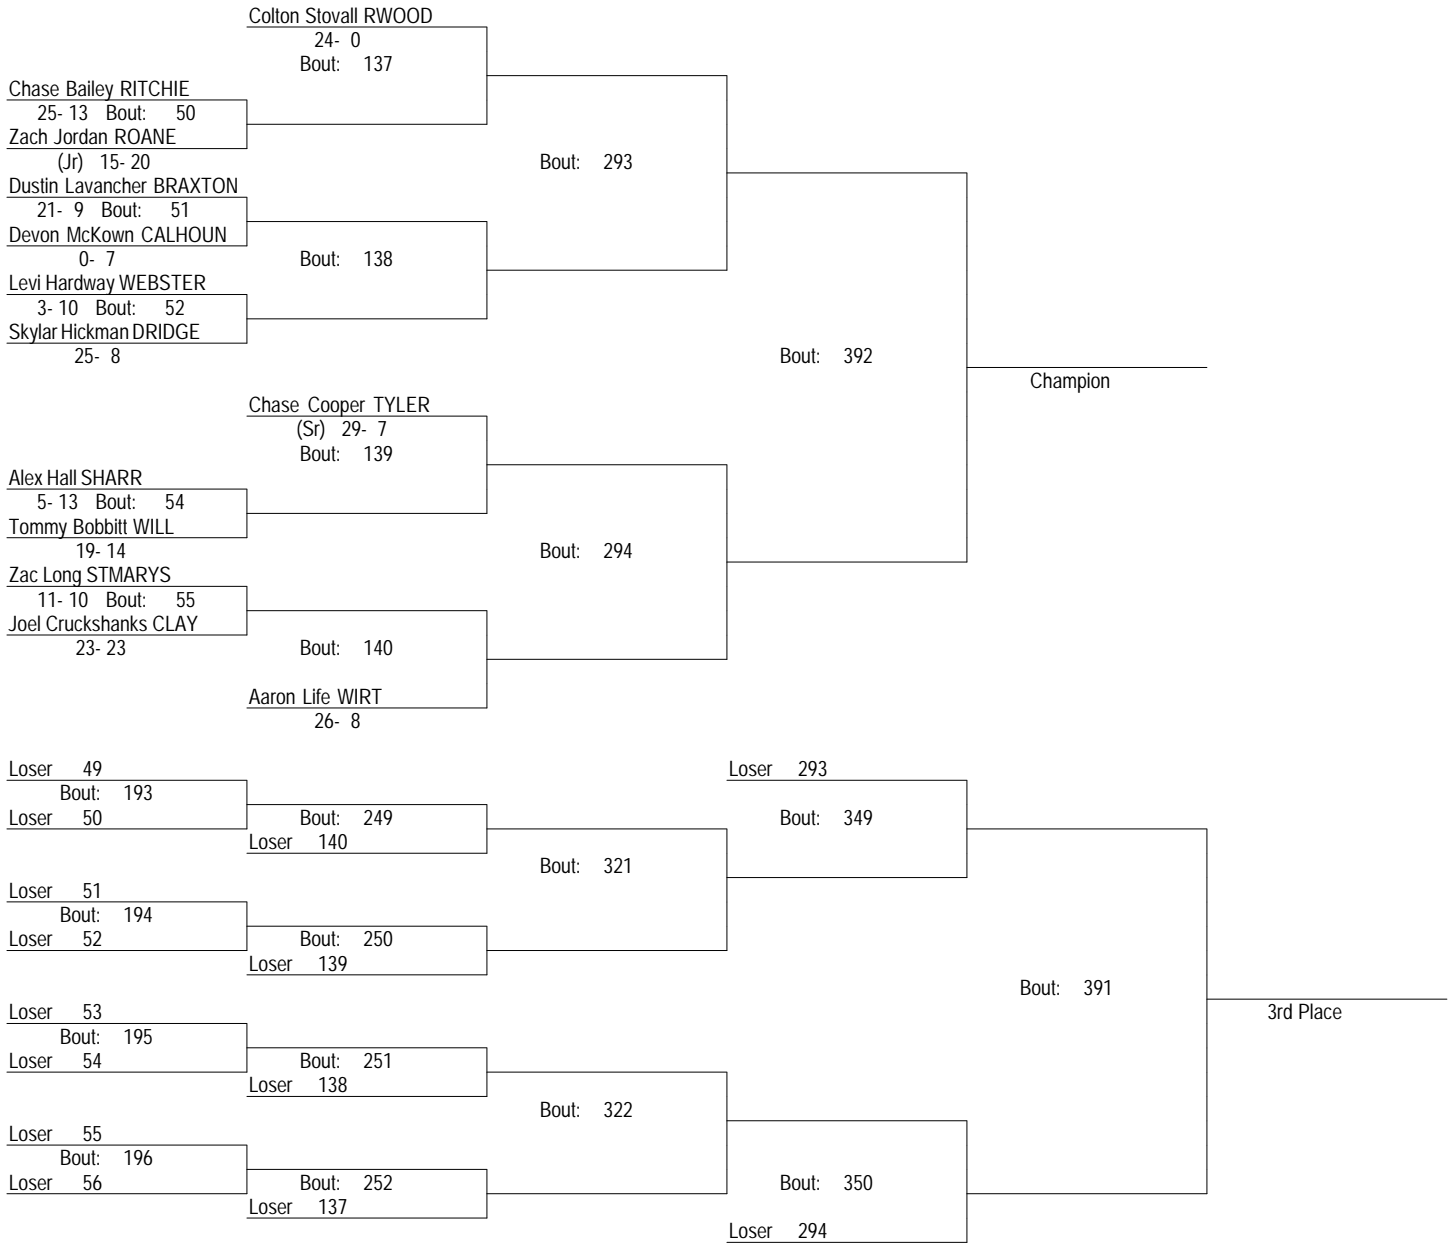 Colton Stovall RWOOD
24- 0
Bout: 137
Chase Bailey RITCHIE
25- 13 Bout: 50
Zach Jordan ROANE
(Jr) 15- 20
Bout: 293
Dustin Lavancher BRAXTON
21- 9 Bout: 51
Devon McKown CALHOUN
0- 7
Bout: 138
Levi Hardway WEBSTER
3- 10 Bout: 52
Skylar Hickman DRIDGE
25- 8
Bout: 392
Champion
Chase Cooper TYLER
(Sr) 29- 7
Bout: 139
Alex Hall SHARR
5- 13 Bout: 54
Tommy Bobbitt WILL
19- 14
Bout: 294
Zac Long STMARYS
11- 10 Bout: 55
Joel Cruckshanks CLAY
23- 23
Bout: 140
Aaron Life WIRT
26- 8
Loser 49
Loser 293
Bout: 193
Loser 50
Bout: 249
Bout: 349
Loser 140
Bout: 321
Loser 51
Bout: 194
Loser 52
Bout: 250
Loser 139
Bout: 391
Loser 53
3rd Place
Bout: 195
Loser 54
Bout: 251
Loser 138
Bout: 322
Loser 55
Bout: 196
Loser 56
Bout: 252
Bout: 350
Loser 137
Loser 294